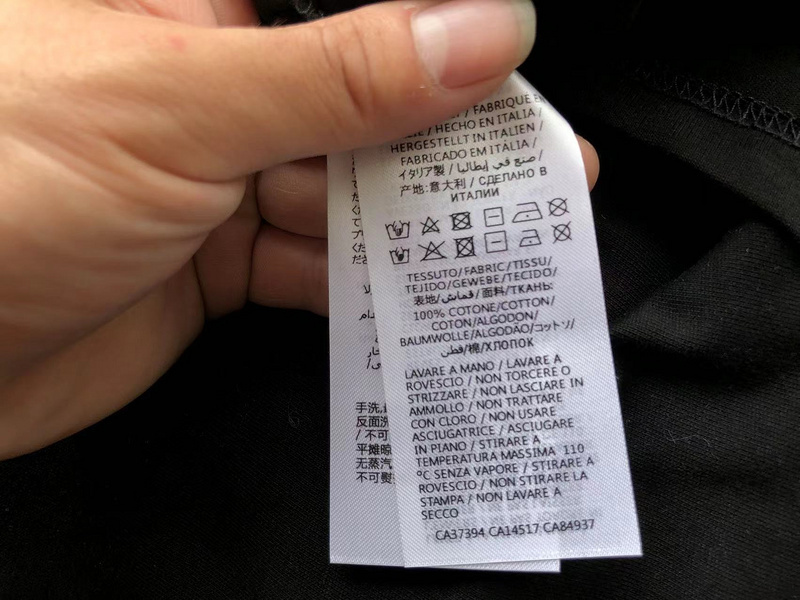 FABRIQUE E
/ HECHO EN ITALIA /
HERGESTELLT IN ITALIEN /
FABRICADO EM ITÀLIA /
イタリア製 / صنع في إيطاليا /
产地:意大利 / СДЕЛАНО В
ИТАЛИИ
TESSUTO/FABRIC/TISSU/
TEJIDO/GEWEBE/TECIDO/
表地/قماش/面料/ТКАНЬ:
100% COTONE/COTTON/
COTON/ALGODON/
BAUMWOLLE/ALGODÃO/コットン/
قطن/棉/ХЛОПОК
LAVARE A MANO / LAVARE A
ROVESCIO / NON TORCERE O
STRIZZARE / NON LASCIARE IN
AMMOLLO / NON TRATTARE
CON CLORO / NON USARE
ASCIUGATRICE / ASCIUGARE
IN PIANO / STIRARE A
TEMPERATURA MASSIMA 110
°C SENZA VAPORE / STIRARE A
ROVESCIO / NON STIRARE LA
STAMPA / NON LAVARE A
SECCO
CA37394 CA14517 CA84937
手洗,
反面洗
/ 不可
平摊晾
无蒸汽
不可熨